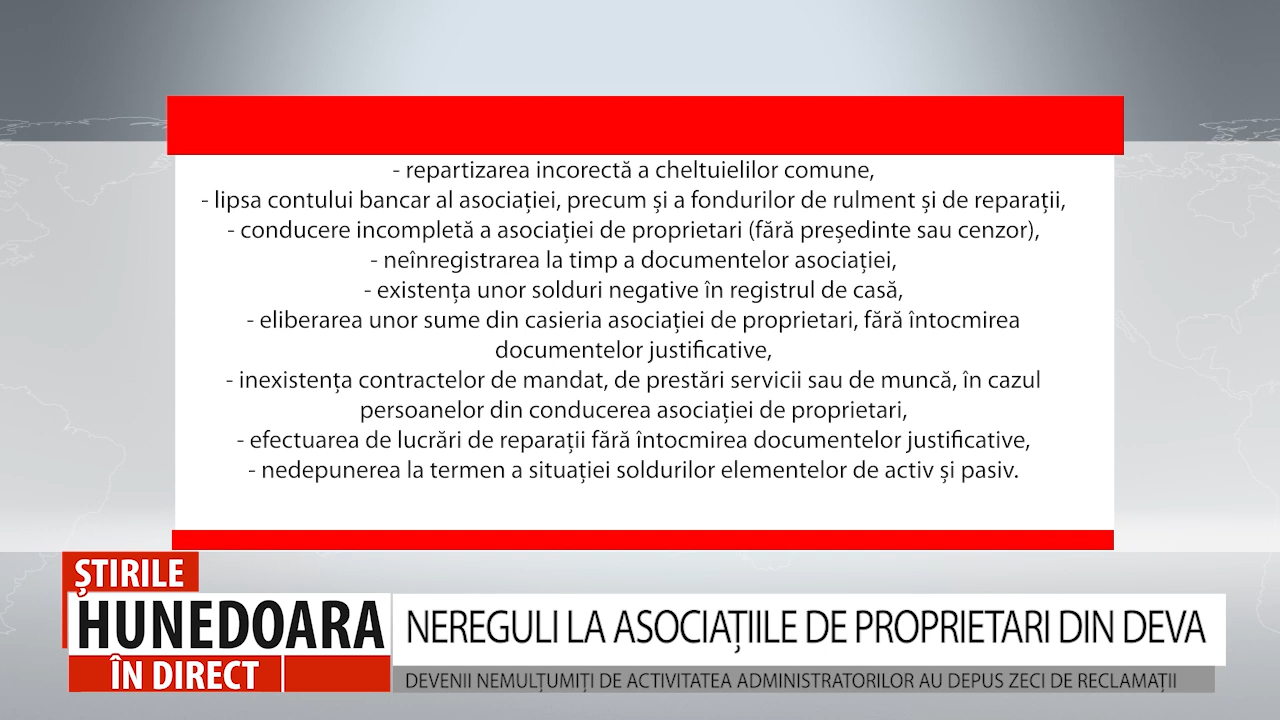 - repartizarea incorectă a cheltuielilor comune,
- lipsa contului bancar al asociației, precum și a fondurilor de rulment și de reparații,
- conducere incompletă a asociației de proprietari (fără președinte sau cenzor),
- neînregistrarea la timp a documentelor asociației,
- existența unor solduri negative în registrul de casă,
- eliberarea unor sume din casieria asociației de proprietari, fără întocmirea
documentelor justificative,
- inexistența contractelor de mandat, de prestări servicii sau de muncă, în cazul
persoanelor din conducerea asociației de proprietari,
- efectuarea de lucrări de reparații fără întocmirea documentelor justificative,
- nedepunerea la termen a situației soldurilor elementelor de activ și pasiv.
ȘTIRILE
HUNEDOARA
ÎN DIRECT
NEREGULI LA ASOCIAȚIILE DE PROPRIETARI DIN DEVA
DEVENII NEMULȚUMIȚI DE ACTIVITATEA ADMINISTRATORILOR AU DEPUS ZECI DE RECLAMAȚII